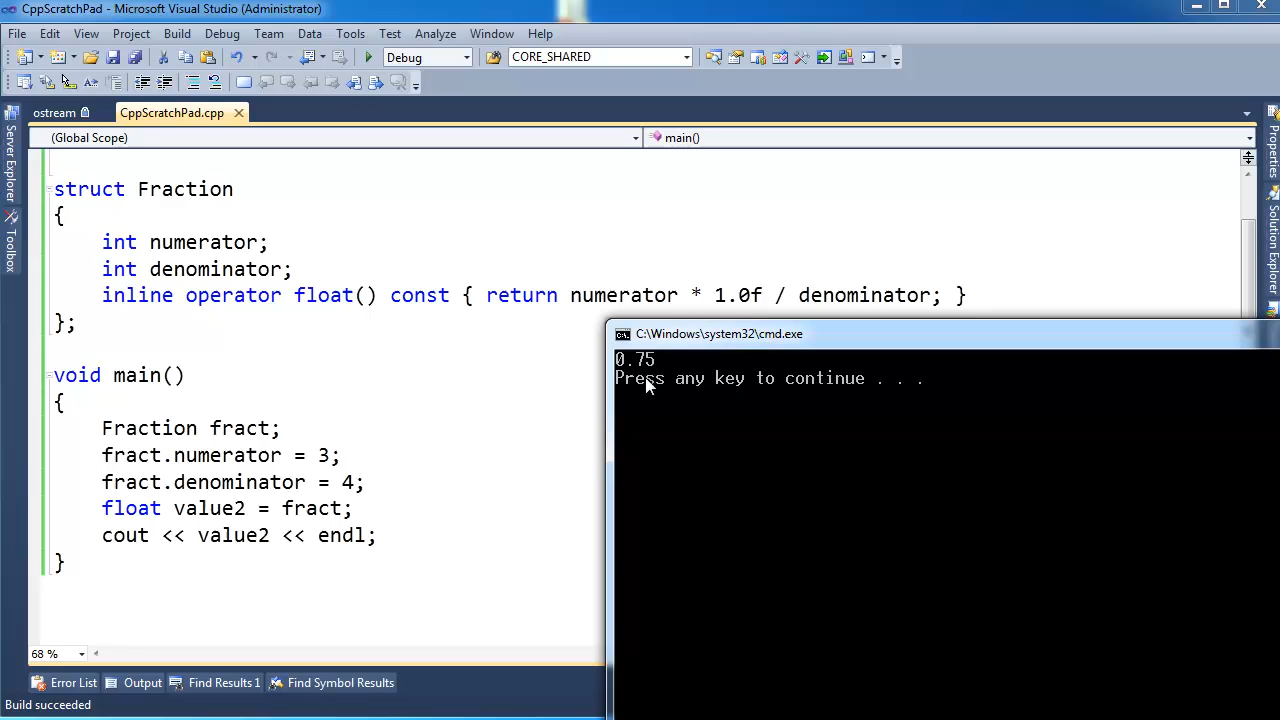 CppScratchPad - Microsoft Visual Studio (Administrator)
File Edit View Project Build Debug Team Data Tools Test Analyze Window Help
Debug CORE_SHARED
ostream CppScratchPad.cpp
(Global Scope) main()
Server Explorer
Toolbox
Properties
Solution Explorer
struct Fraction
{
int numerator;
int denominator;
inline operator float() const { return numerator * 1.0f / denominator; }
};
void main()
{
Fraction fract;
fract.numerator = 3;
fract.denominator = 4;
float value2 = fract;
cout << value2 << endl;
}
C:\Windows\system32\cmd.exe
0.75
Press any key to continue . . .
68 %
Error List Output Find Results 1 Find Symbol Results
Build succeeded